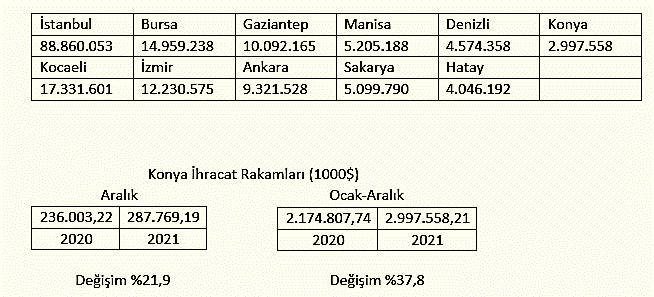 İstanbul Bursa Gaziantep Manisa Denizli Konya
88.860.053 14.959.238 10.092.165 5.205.188 4.574.358 2.997.558
Kocaeli İzmir Ankara Sakarya Hatay
17.331.601 12.230.575 9.321.528 5.099.790 4.046.192
Konya İhracat Rakamları (1000$)
Aralık Ocak-Aralık
236.003,22 287.769,19 2.174.807,74 2.997.558,21
2020 2021 2020 2021
Değişim %21,9 Değişim %37,8